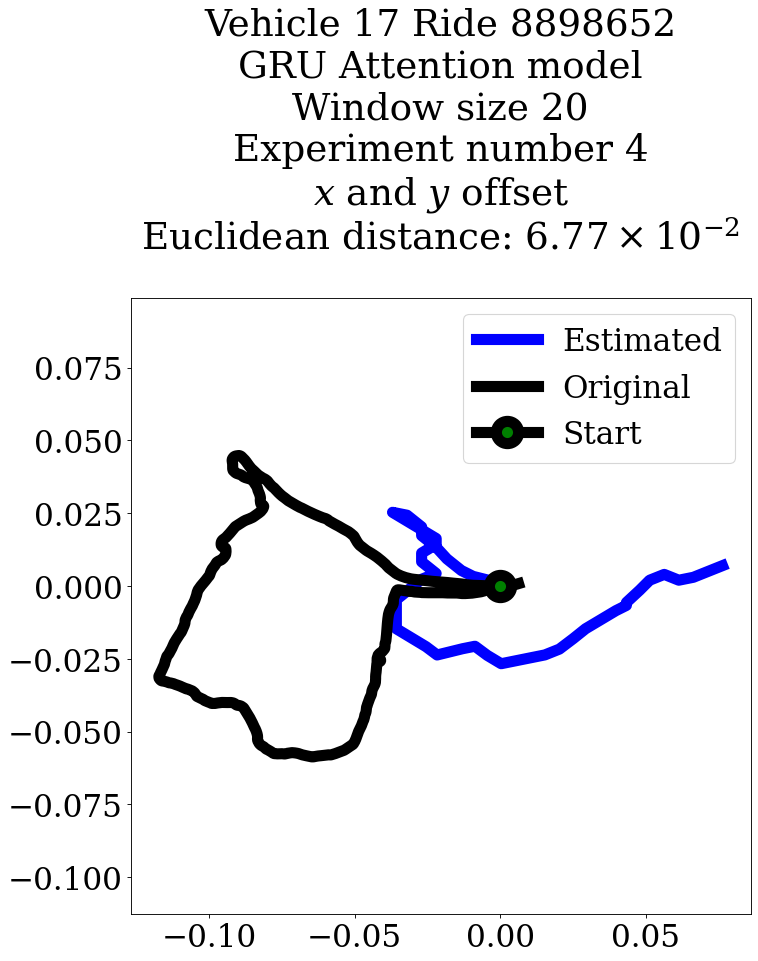 Vehicle 17 Ride 8898652
GRU Attention model
Window size 20
Experiment number 4
x and y offset
Euclidean distance: 6.77 × 10⁻²
Estimated
Original
Start
0.075
0.050
0.025
0.000
−0.025
−0.050
−0.075
−0.100
−0.10
−0.05
0.00
0.05